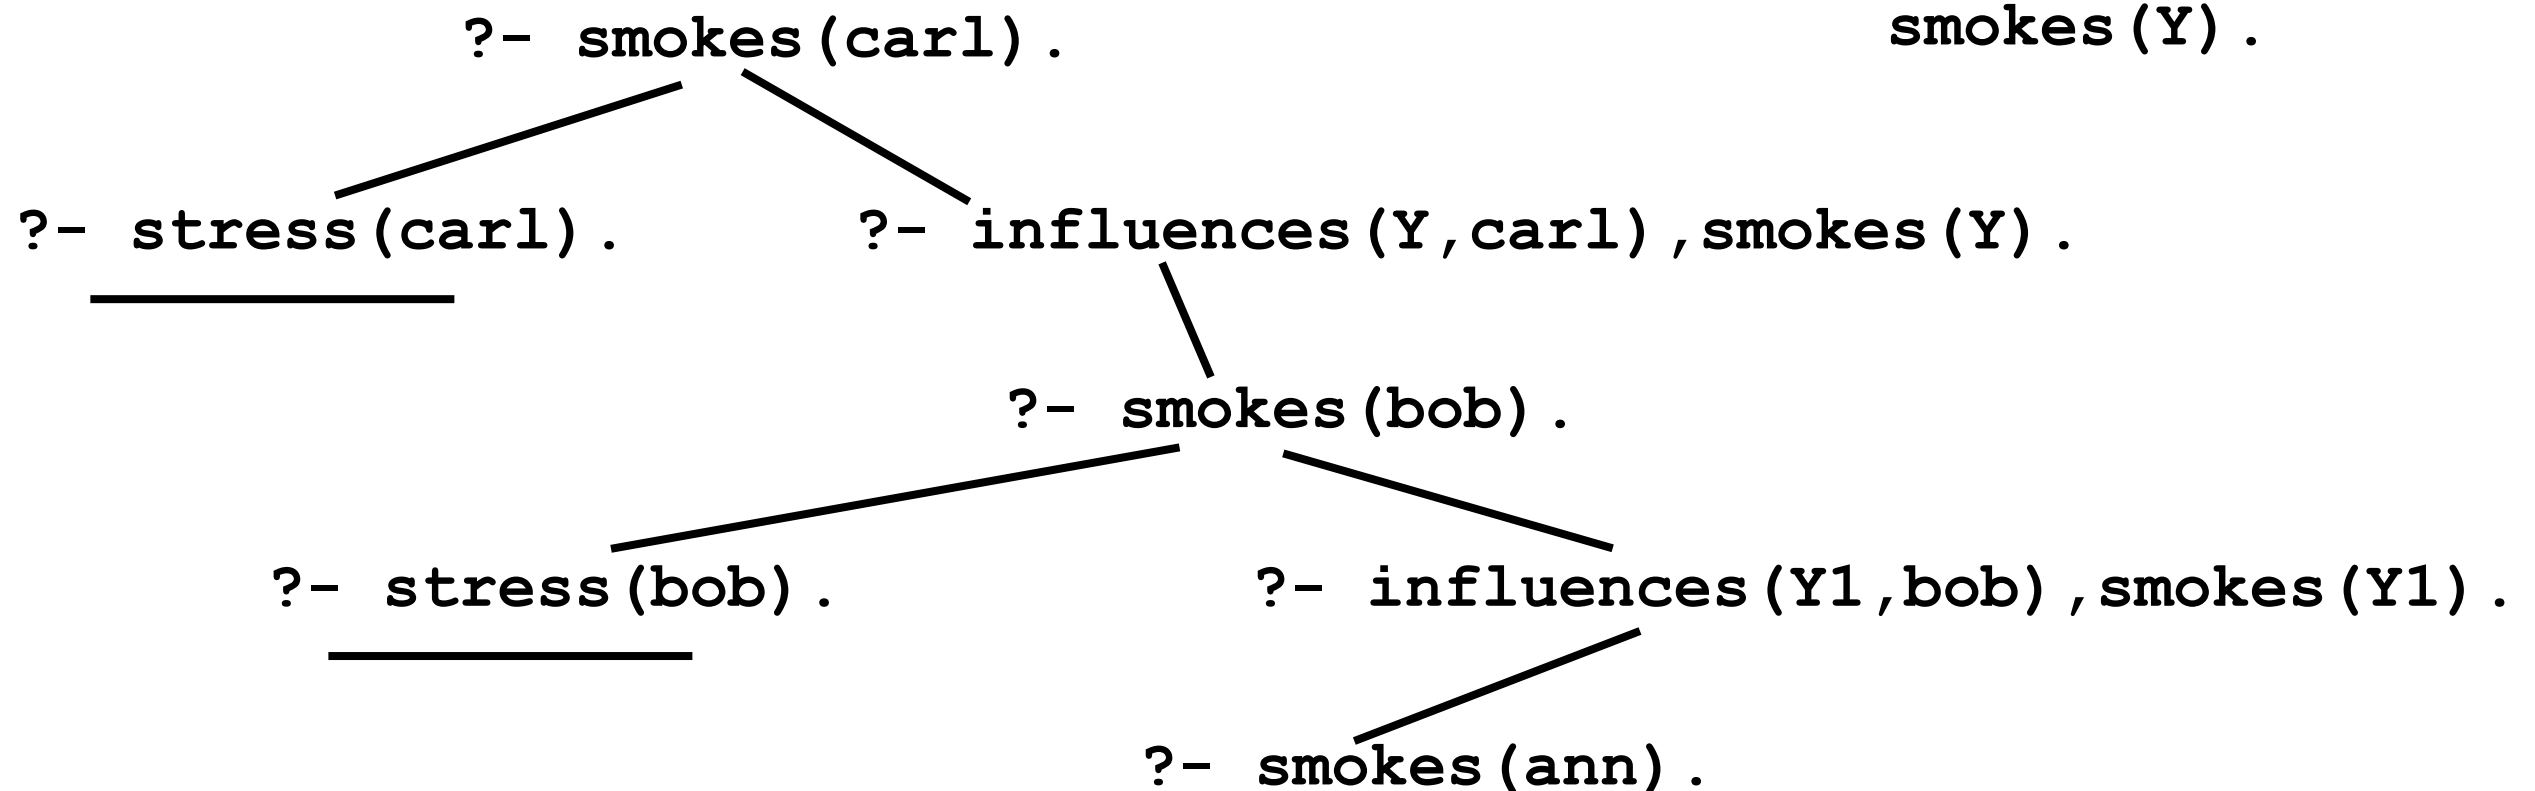 ?- smokes(carl).
smokes(Y).
?- stress(carl).
?- influences(Y,carl),smokes(Y).
?- smokes(bob).
?- stress(bob).
?- influences(Y1,bob),smokes(Y1).
?- smokes(ann).